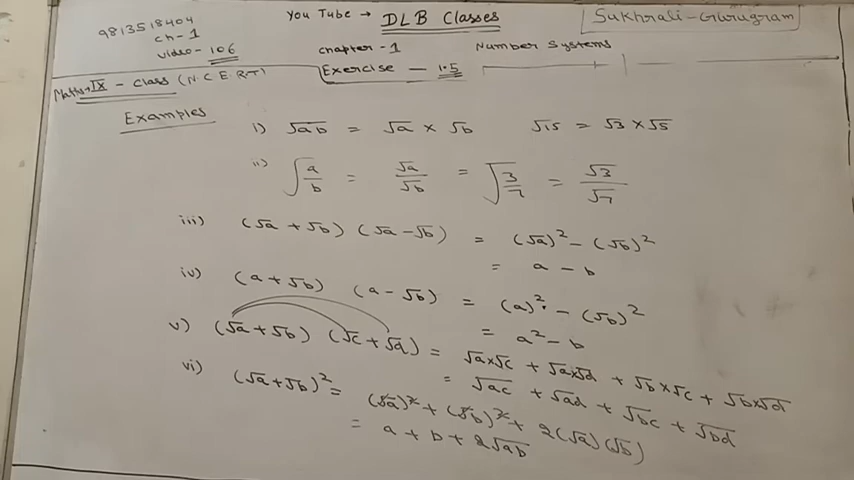 9813518404 You Tube → DLB Classes Sukhrali-Gurugram
ch-1
video-106 chapter-1 Number Systems
Maths→IX - class (N.C.E.R.T) Exercise - 1.5
Examples
i) √ab = √a × √b √15 = √3 × √5
ii) √(a/b) = √a/√b = √(3/7) = √3/√7
iii) (√a + √b) (√a - √b) = (√a)² - (√b)²
= a - b
iv) (a + √b) (a - √b) = (a)² - (√b)²
= a² - b
v) (√a + √b) (√c + √d) = √a×√c + √a×√d + √b×√c + √b×√d
= √ac + √ad + √bc + √bd
vi) (√a + √b)² = (√a)² + (√b)² + 2(√a)(√b)
= a + b + 2√ab